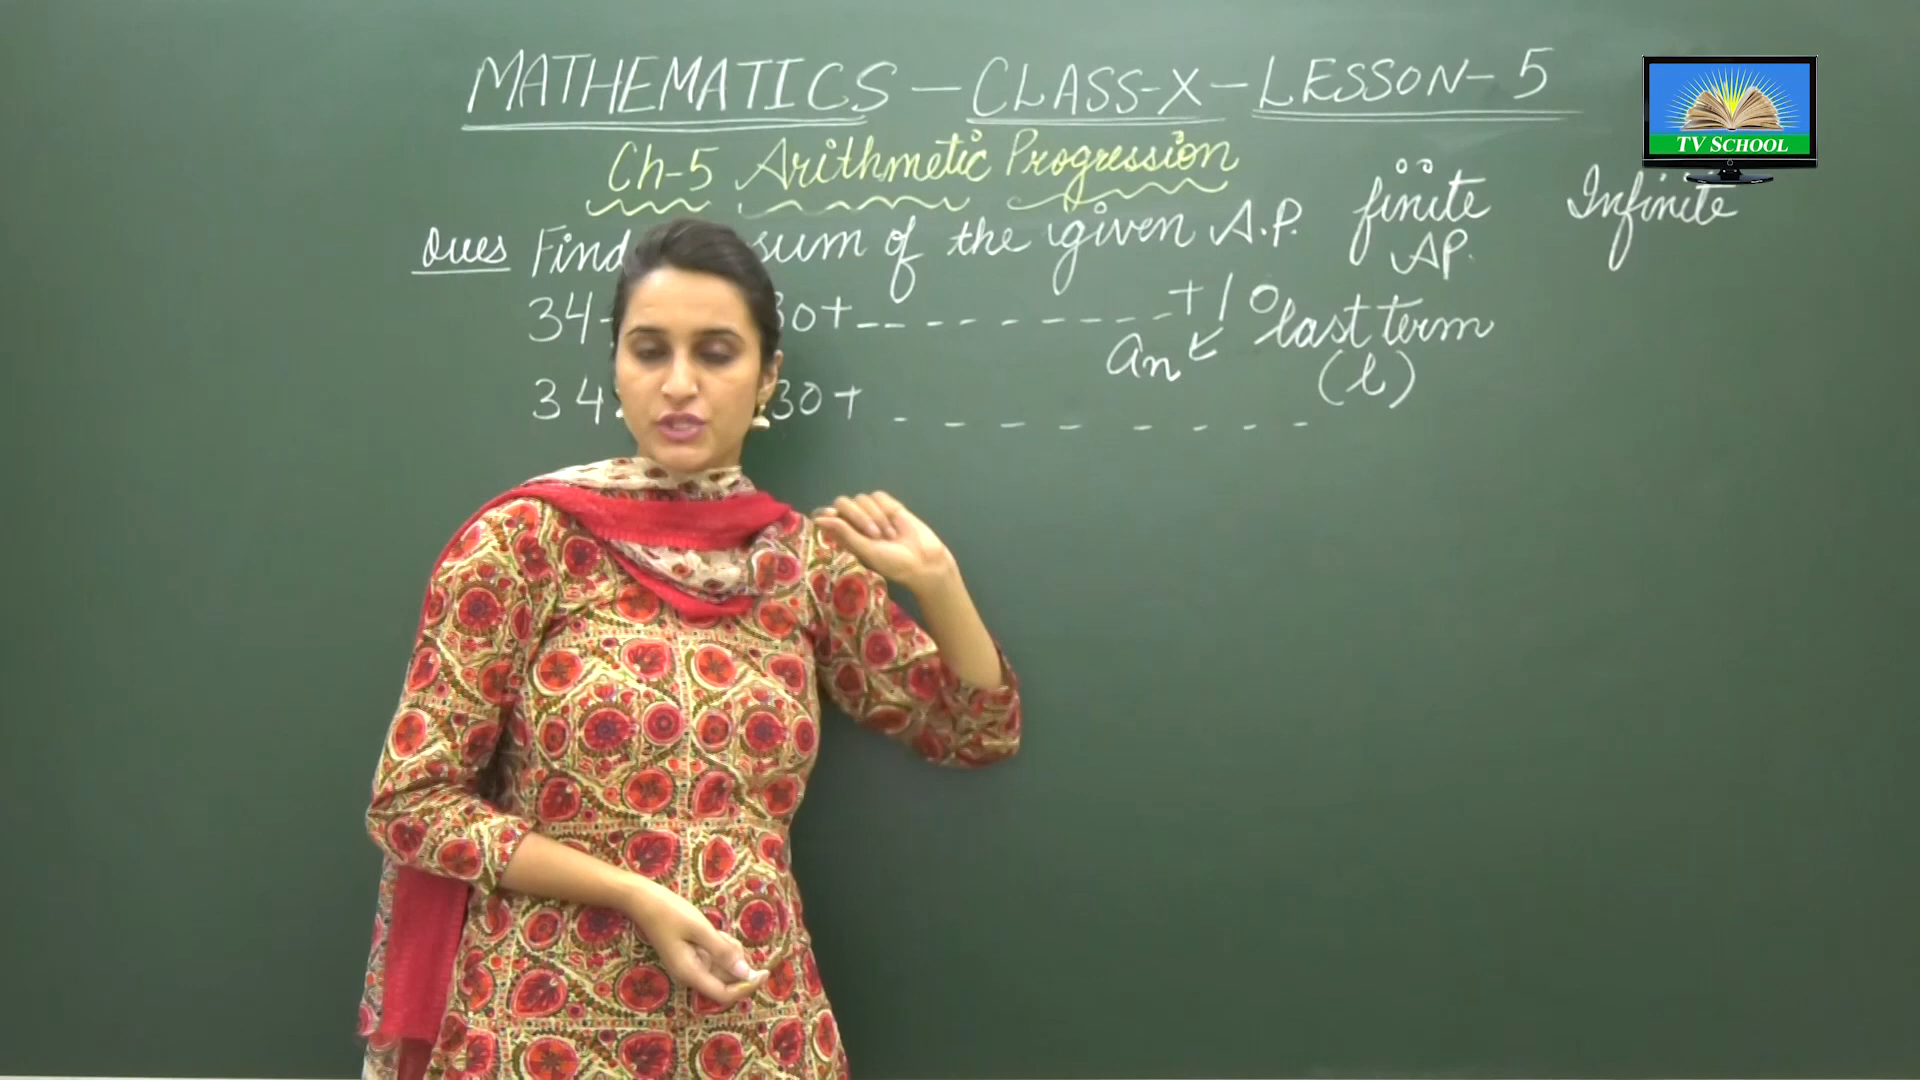 MATHEMATICS - CLASS-X - LESSON - 5
TV SCHOOL
Ch-5 Arithmetic Progression
Ques Find sum of the given A.P. finite AP. Infinite
34 30+ - - - - - - - - - +10 last term (l)
an
34 30+ - - - - - - - -